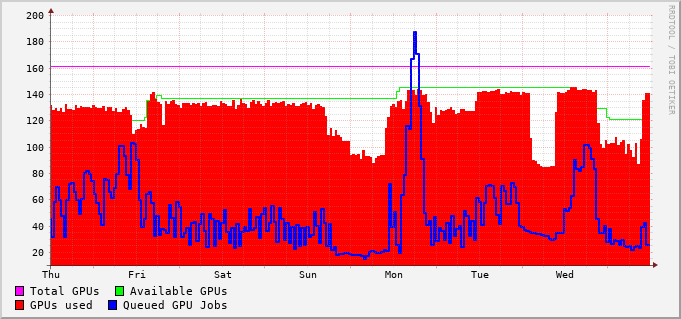 200
180
160
140
120
100
80
60
40
20
Thu Fri Sat Sun Mon Tue Wed
Total GPUs Available GPUs
GPUs used Queued GPU Jobs
RRDTOOL / TOBI OETIKER